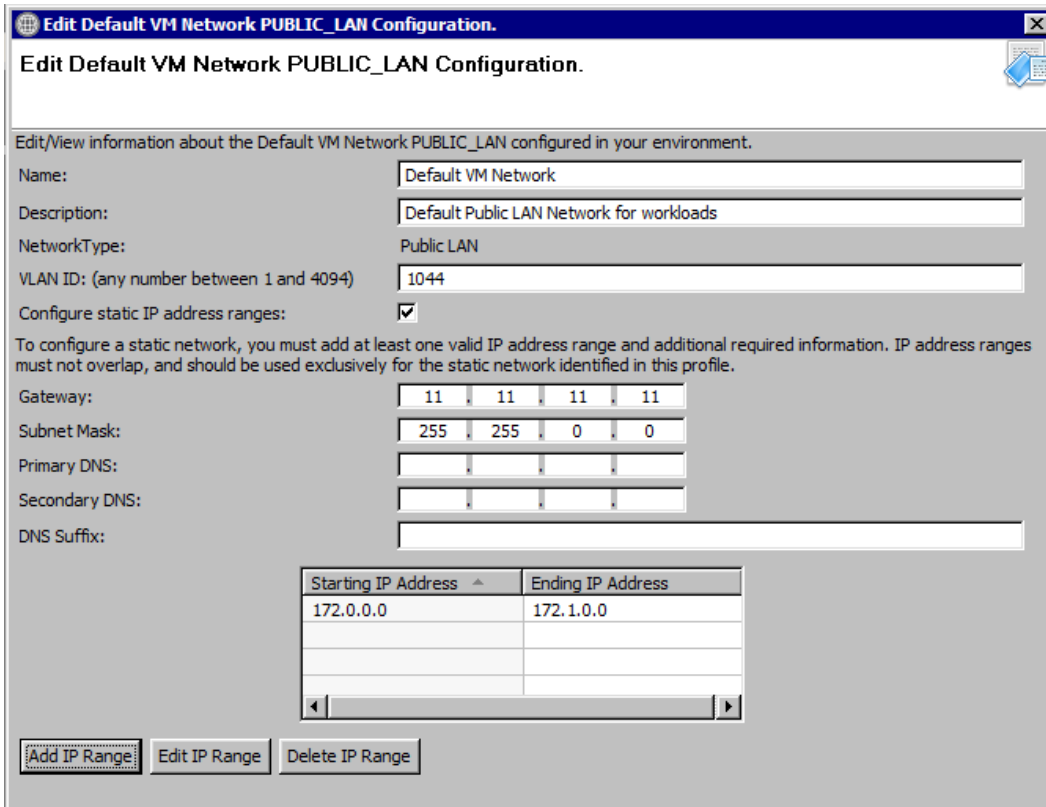 Edit Default VM Network PUBLIC_LAN Configuration.
Edit Default VM Network PUBLIC_LAN Configuration.
Edit/View information about the Default VM Network PUBLIC_LAN configured in your environment.
Name: Default VM Network
Description: Default Public LAN Network for workloads
NetworkType: Public LAN
VLAN ID: (any number between 1 and 4094) 1044
Configure static IP address ranges:
To configure a static network, you must add at least one valid IP address range and additional required information. IP address ranges
must not overlap, and should be used exclusively for the static network identified in this profile.
Gateway: 11 . 11 . 11 . 11
Subnet Mask: 255 . 255 . 0 . 0
Primary DNS: . . .
Secondary DNS: . . .
DNS Suffix:
Starting IP Address Ending IP Address
172.0.0.0 172.1.0.0
Add IP Range Edit IP Range Delete IP Range